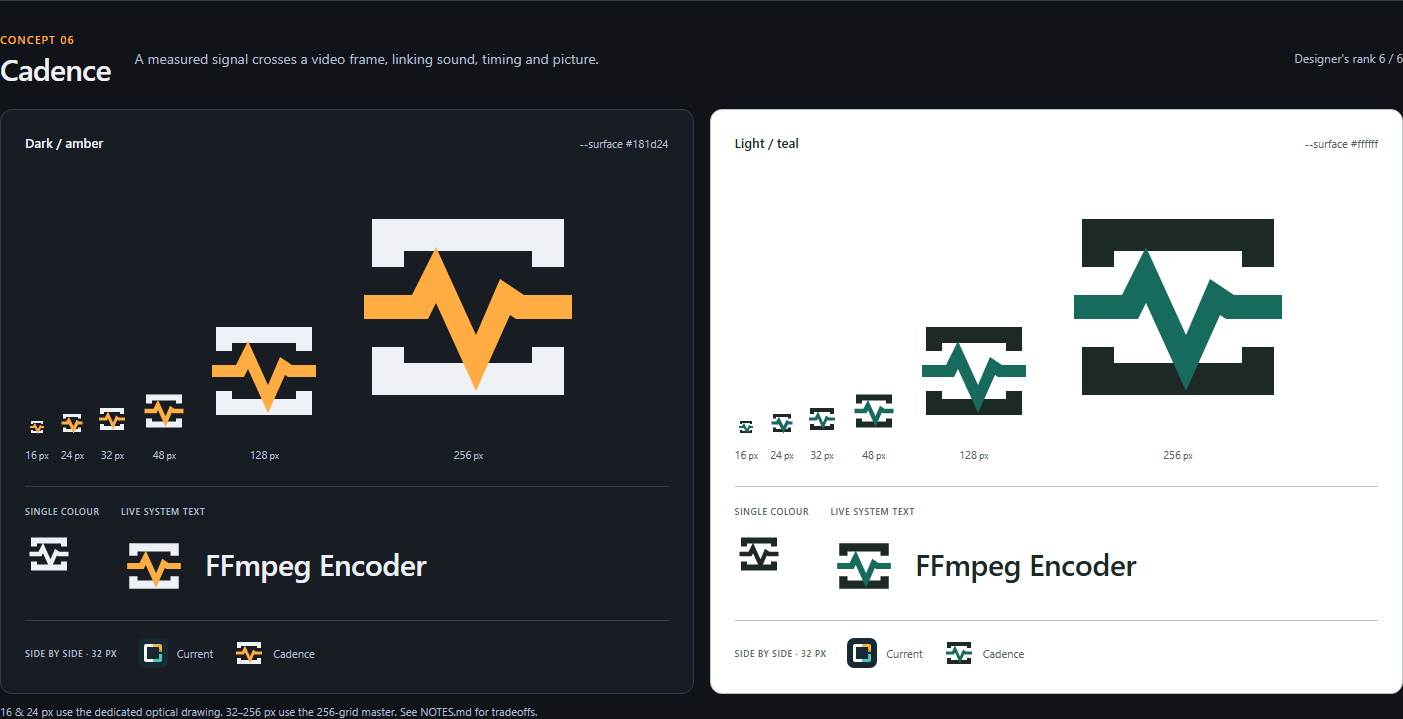 CONCEPT 06
Cadence
A measured signal crosses a video frame, linking sound, timing and picture.
Designer's rank 6 / 6
Dark / amber
--surface #181d24
16 px
24 px
32 px
48 px
128 px
256 px
SINGLE COLOUR
LIVE SYSTEM TEXT
FFmpeg Encoder
SIDE BY SIDE · 32 PX
Current
Cadence
Light / teal
--surface #ffffff
16 px
24 px
32 px
48 px
128 px
256 px
SINGLE COLOUR
LIVE SYSTEM TEXT
FFmpeg Encoder
SIDE BY SIDE · 32 PX
Current
Cadence
16 & 24 px use the dedicated optical drawing. 32–256 px use the 256-grid master. See NOTES.md for tradeoffs.